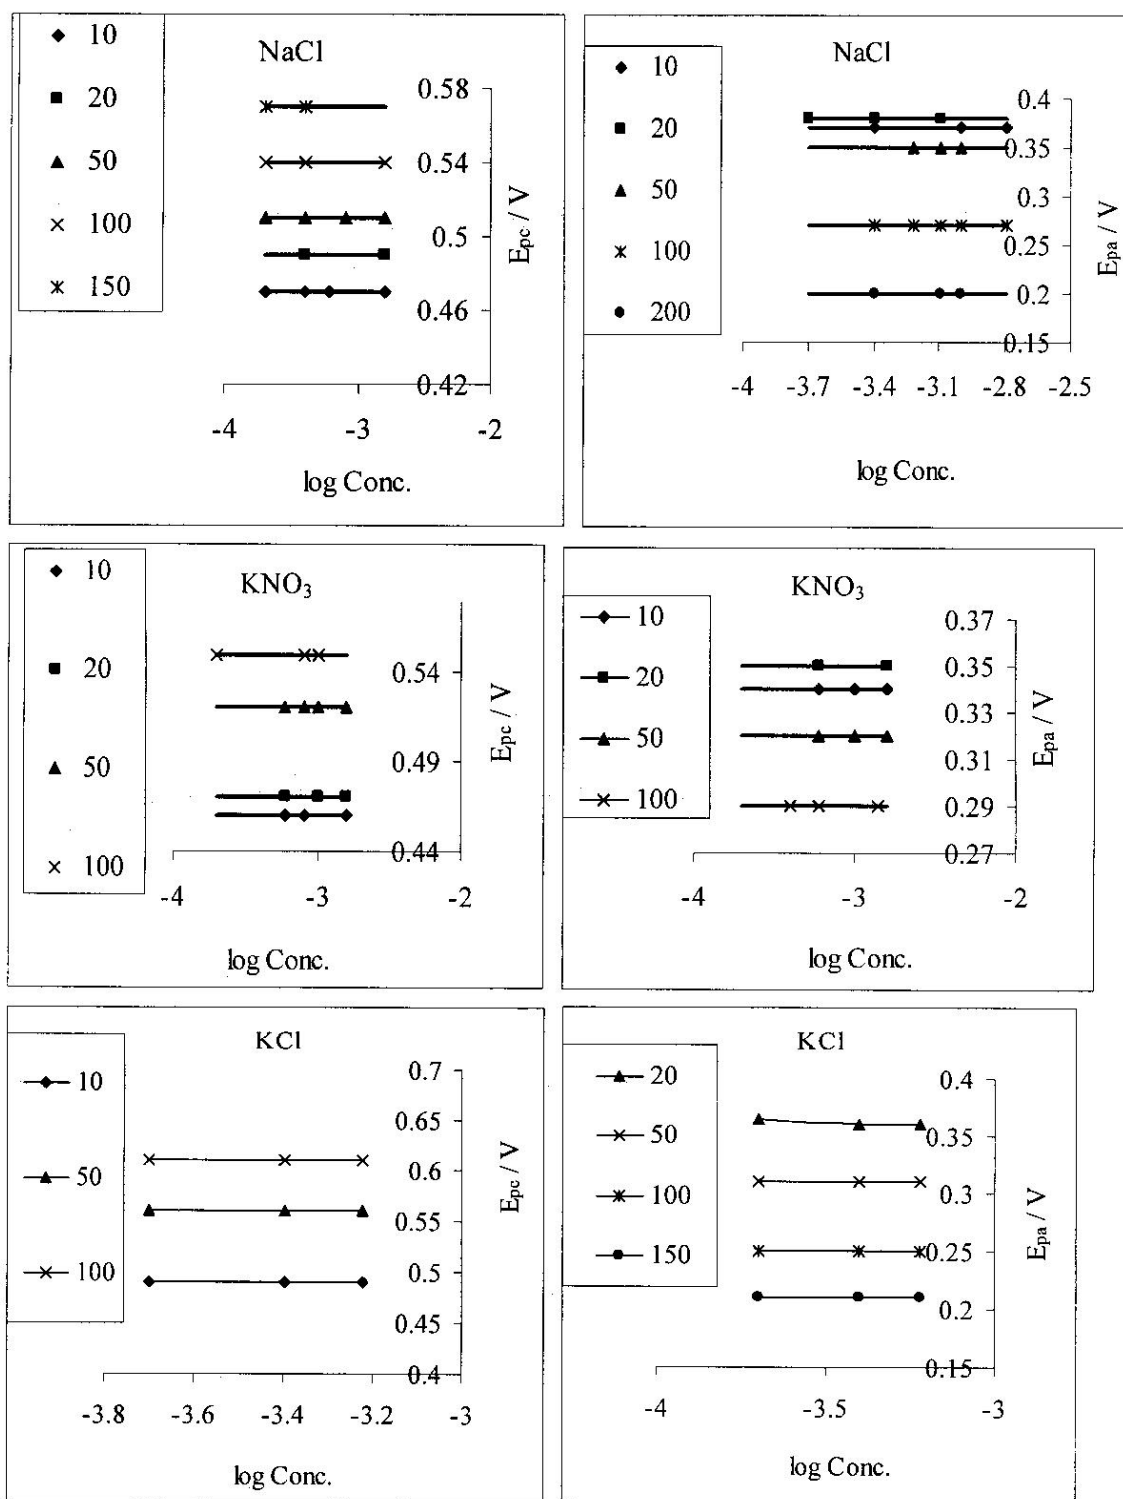 NaCl
10
20
50
100
150
0.58
0.54
0.5
0.46
0.42
E_pc / V
-4 -3 -2
log Conc.
NaCl
10
20
50
100
200
0.4
0.35
0.3
0.25
0.2
0.15
E_pa / V
-4 -3.7 -3.4 -3.1 -2.8 -2.5
log Conc.
KNO₃
10
20
50
100
0.54
0.49
0.44
E_pc / V
-4 -3 -2
log Conc.
KNO₃
10
20
50
100
0.37
0.35
0.33
0.31
0.29
0.27
E_pa / V
-4 -3 -2
log Conc.
KCl
10
50
100
0.7
0.65
0.6
0.55
0.5
0.45
0.4
E_pc / V
-3.8 -3.6 -3.4 -3.2 -3
log Conc.
KCl
20
50
100
150
0.4
0.35
0.3
0.25
0.2
0.15
E_pa / V
-4 -3.5 -3
log Conc.